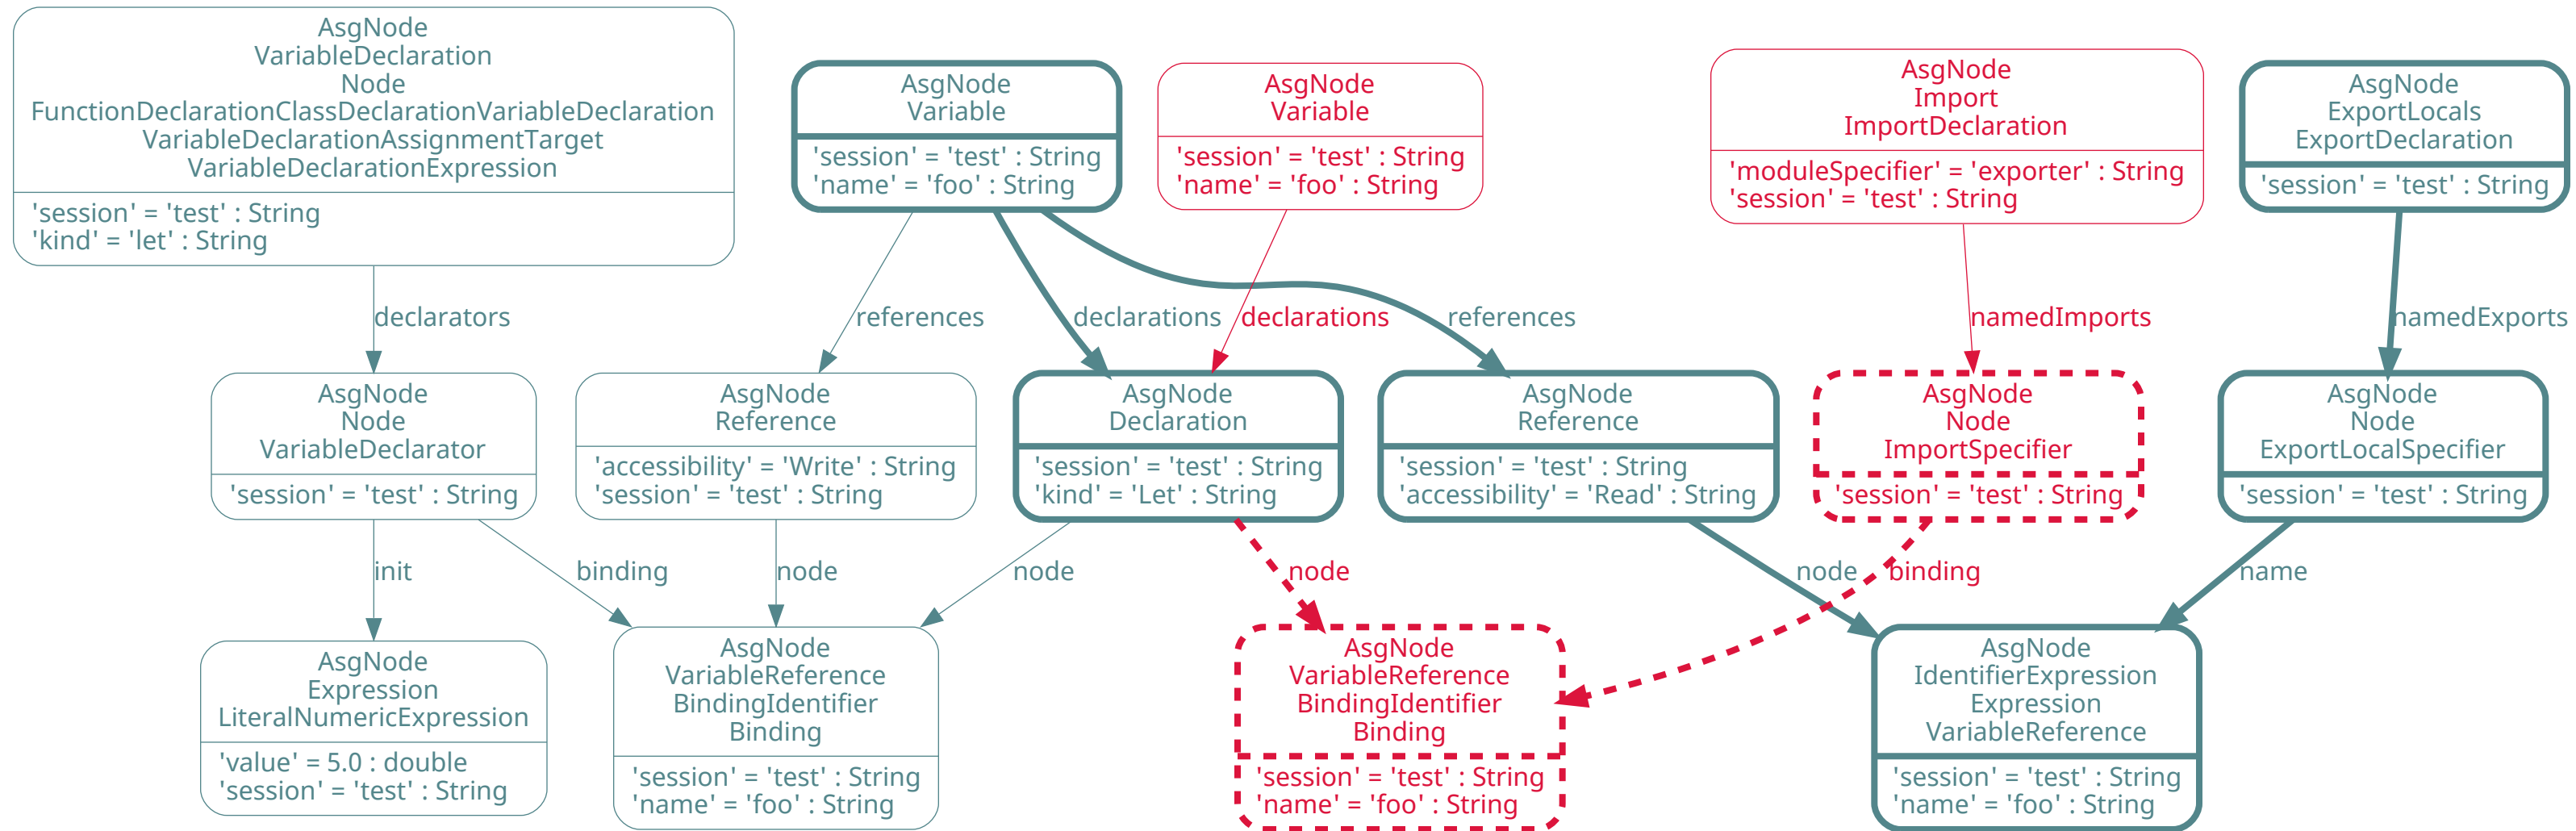 AsgNode
VariableDeclaration
Node
FunctionDeclarationClassDeclarationVariableDeclaration
VariableDeclarationAssignmentTarget
VariableDeclarationExpression
'session' = 'test' : String
'kind' = 'let' : String
AsgNode
Variable
'session' = 'test' : String
'name' = 'foo' : String
AsgNode
Variable
'session' = 'test' : String
'name' = 'foo' : String
AsgNode
Import
ImportDeclaration
'moduleSpecifier' = 'exporter' : String
'session' = 'test' : String
AsgNode
ExportLocals
ExportDeclaration
'session' = 'test' : String
declarators
references
declarations
declarations
references
namedImports
namedExports
AsgNode
Node
VariableDeclarator
'session' = 'test' : String
AsgNode
Reference
'accessibility' = 'Write' : String
'session' = 'test' : String
AsgNode
Declaration
'session' = 'test' : String
'kind' = 'Let' : String
AsgNode
Reference
'session' = 'test' : String
'accessibility' = 'Read' : String
AsgNode
Node
ImportSpecifier
'session' = 'test' : String
AsgNode
Node
ExportLocalSpecifier
'session' = 'test' : String
init
binding
node
node
node
node
binding
name
AsgNode
Expression
LiteralNumericExpression
'value' = 5.0 : double
'session' = 'test' : String
AsgNode
VariableReference
BindingIdentifier
Binding
'session' = 'test' : String
'name' = 'foo' : String
AsgNode
VariableReference
BindingIdentifier
Binding
'session' = 'test' : String
'name' = 'foo' : String
AsgNode
IdentifierExpression
Expression
VariableReference
'session' = 'test' : String
'name' = 'foo' : String